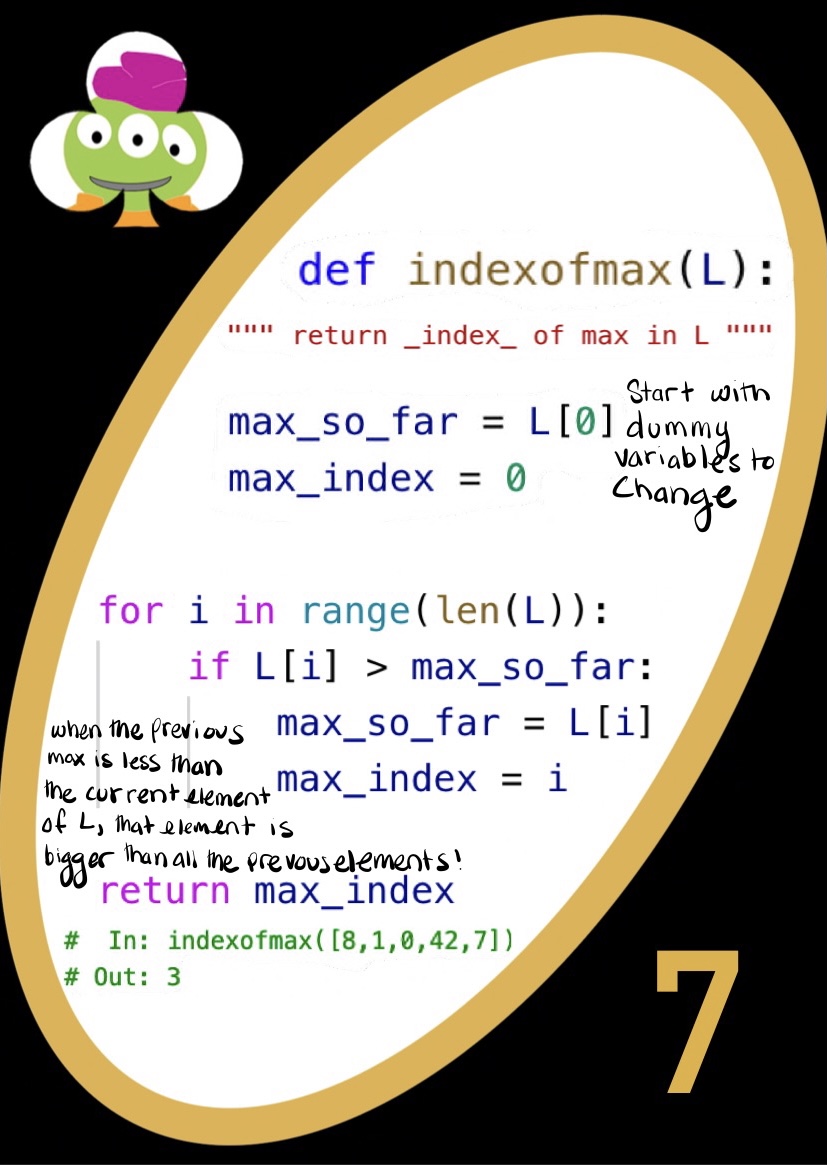 def indexofmax(L):
""" return _index_ of max in L """
max_so_far = L[0]
max_index = 0
Start with
dummy
variables to
Change
for i in range(len(L)):
if L[i] > max_so_far:
max_so_far = L[i]
max_index = i
when the previous
max is less than
the current element
of L, that element is
bigger than all the prevouselements!
return max_index
#  In: indexofmax([8,1,0,42,7])
# Out: 3
7